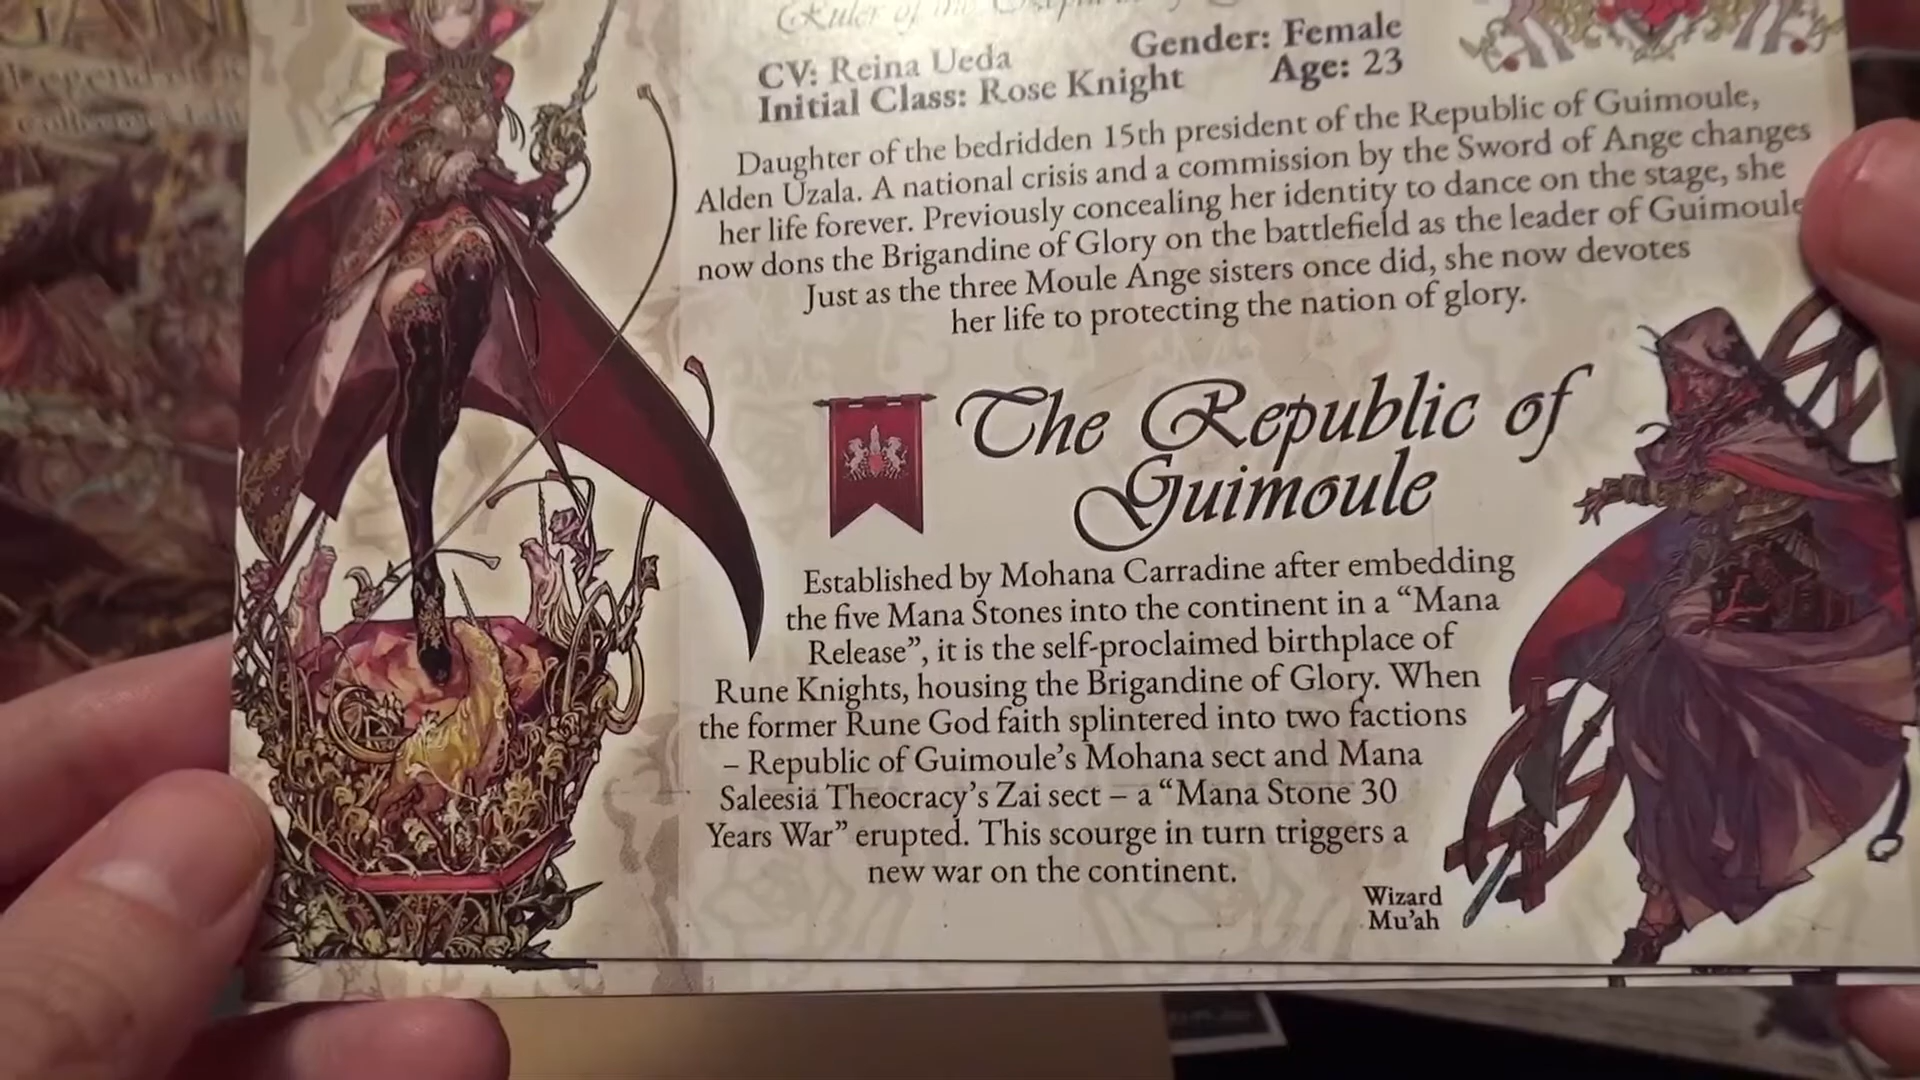 Ruler of the
CV: Reina Ueda
Gender: Female
Initial Class: Rose Knight
Age: 23
Daughter of the bedridden 15th president of the Republic of Guimoule,
Alden Uzala. A national crisis and a commission by the Sword of Ange changes
her life forever. Previously concealing her identity to dance on the stage, she
now dons the Brigandine of Glory on the battlefield as the leader of Guimoule
Just as the three Moule Ange sisters once did, she now devotes
her life to protecting the nation of glory.
The Republic of
Guimoule
Established by Mohana Carradine after embedding
the five Mana Stones into the continent in a “Mana
Release”, it is the self-proclaimed birthplace of
Rune Knights, housing the Brigandine of Glory. When
the former Rune God faith splintered into two factions
– Republic of Guimoule’s Mohana sect and Mana
Saleesia Theocracy’s Zai sect – a “Mana Stone 30
Years War” erupted. This scourge in turn triggers a
new war on the continent.
Wizard
Mu’ah